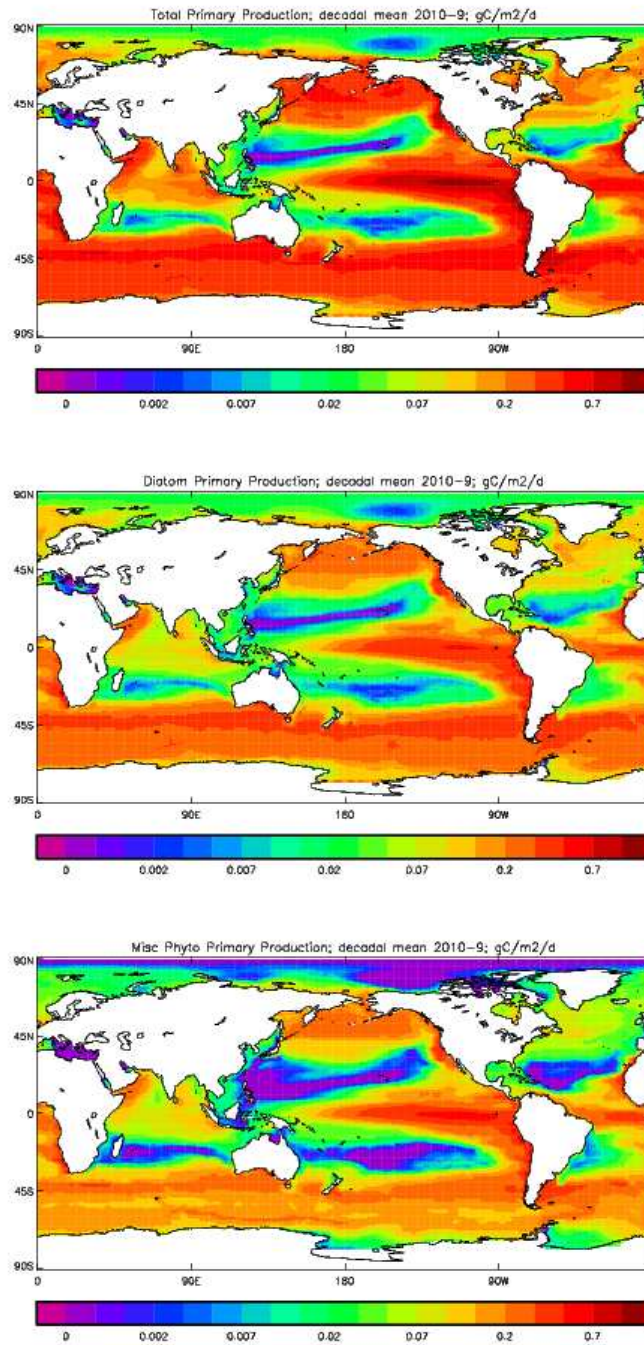 Total Primary Production; decadal mean 2010-9; gC/m2/d
90N
45N
0
45S
90S
0 90E 180 90W
0 0.002 0.007 0.02 0.07 0.2 0.7
Diatom Primary Production; decadal mean 2010-9; gC/m2/d
90N
45N
0
45S
90S
0 90E 180 90W
0 0.002 0.007 0.02 0.07 0.2 0.7
Misc Phyto Primary Production; decadal mean 2010-9; gC/m2/d
90N
45N
0
45S
90S
0 90E 180 90W
0 0.002 0.007 0.02 0.07 0.2 0.7